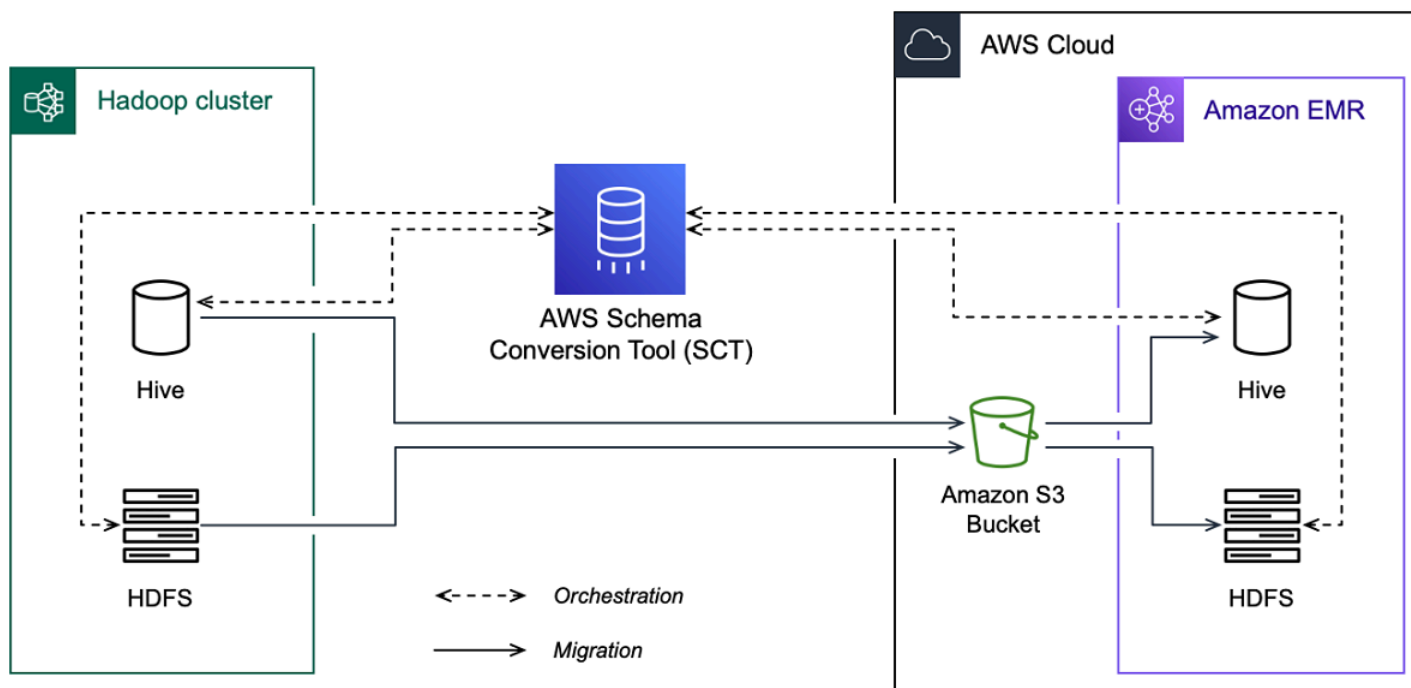 AWS Cloud
Hadoop cluster
Amazon EMR
AWS Schema
Conversion Tool (SCT)
Hive
Hive
Amazon S3
Bucket
HDFS
HDFS
Orchestration
Migration